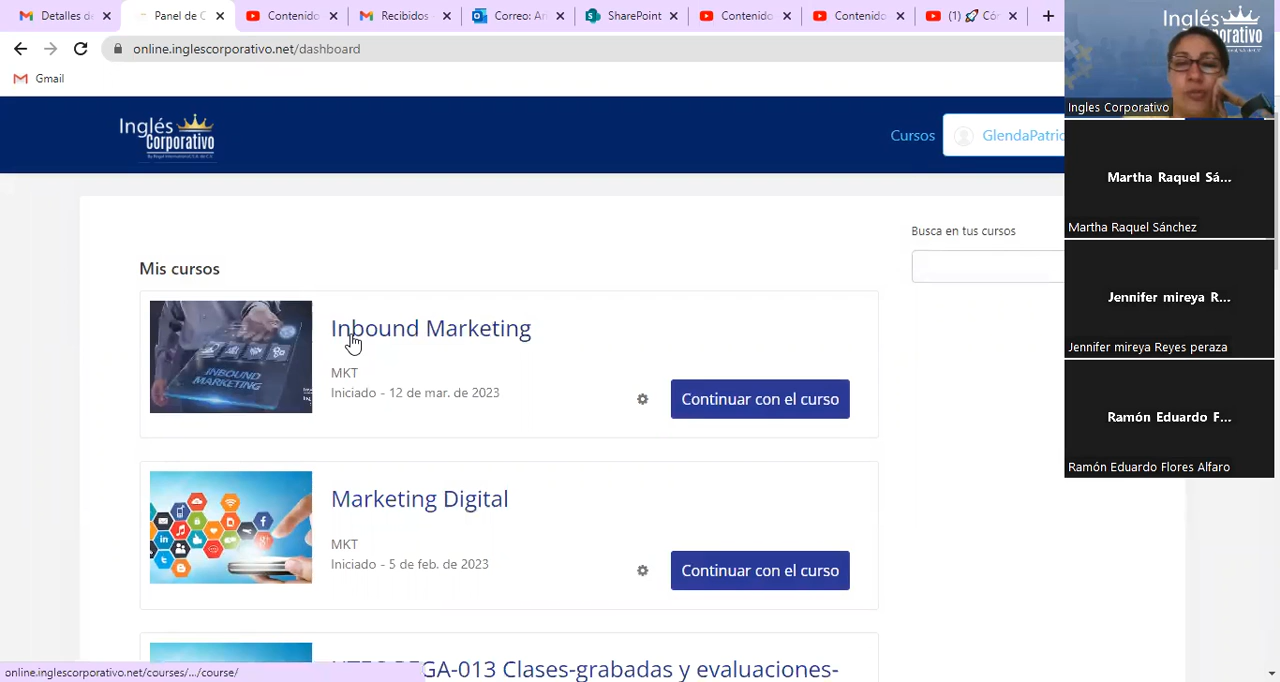 Detalles d
Panel de C
Contenido
Recibidos
Correo: An
SharePoint
Contenido
Contenido
(1) 🚀 Có
online.inglescorporativo.net/dashboard
Gmail
Inglés
Corporativo
Cursos
GlendaPatric
Mis cursos
Busca en tus cursos
INBOUND
MARKETING
Inbound Marketing
MKT
Iniciado - 12 de mar. de 2023
Continuar con el curso
Marketing Digital
MKT
Iniciado - 5 de feb. de 2023
Continuar con el curso
GA-013 Clases-grabadas y evaluaciones-
online.inglescorporativo.net/courses/.../course/
Inglés
Ingles Corporativo
Martha Raquel Sá...
Martha Raquel Sánchez
Jennifer mireya R...
Jennifer mireya Reyes peraza
Ramón Eduardo F...
Ramón Eduardo Flores Alfaro